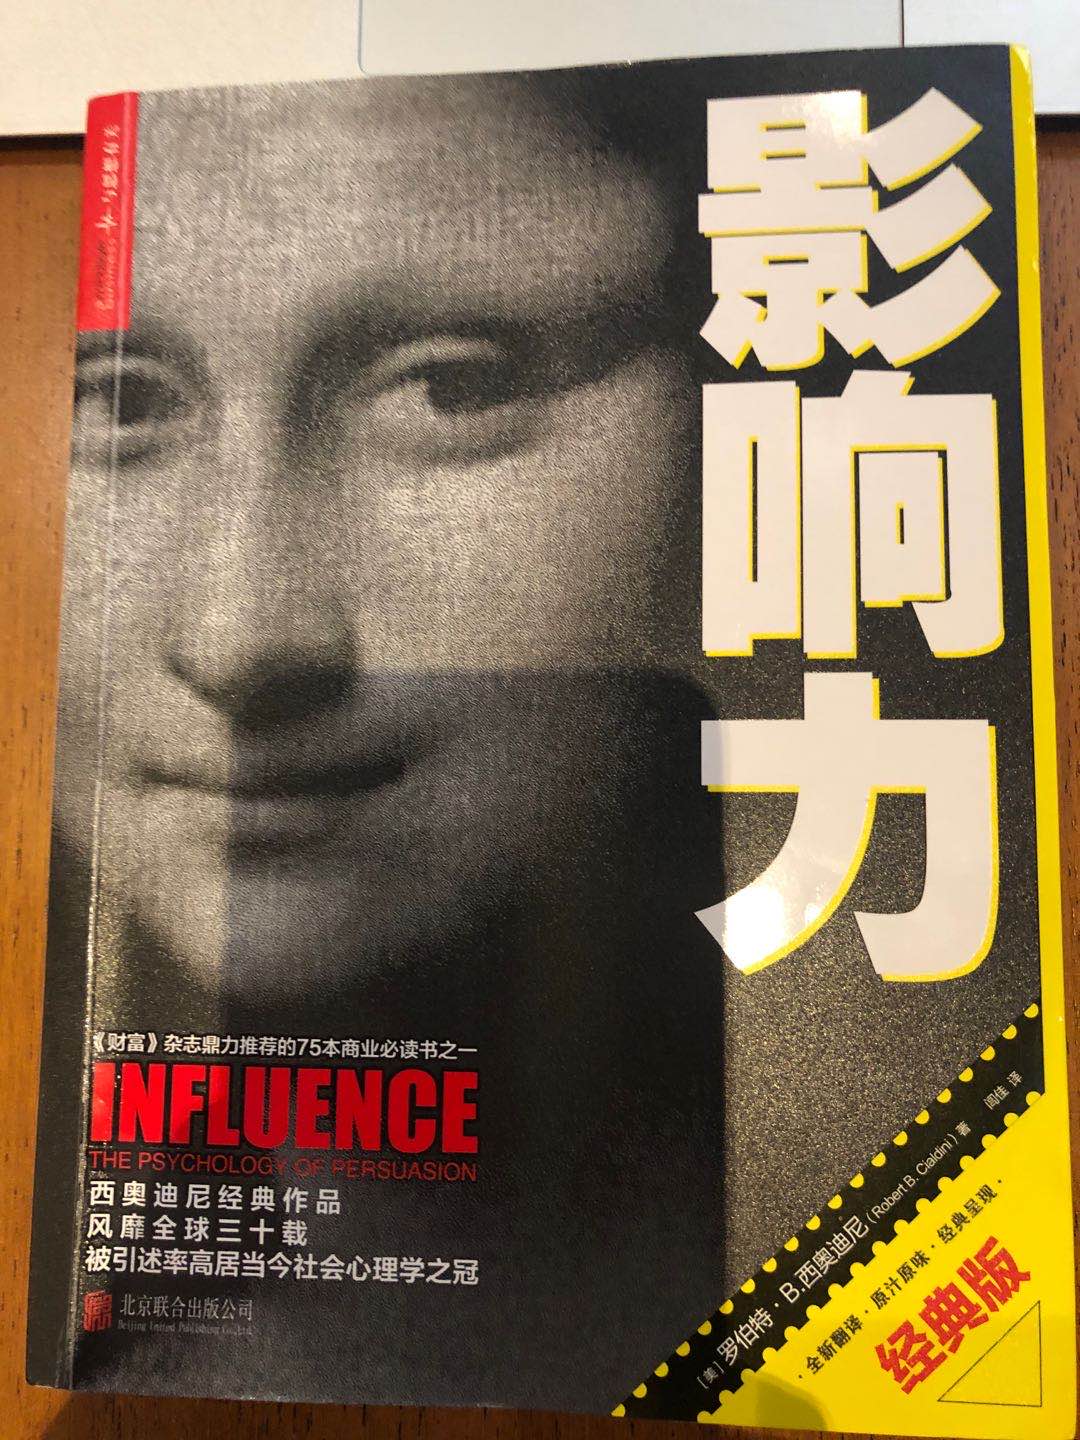 与思想有关
影响力
《财富》杂志鼎力推荐的75本商业必读书之一
INFLUENCE
THE PSYCHOLOGY OF PERSUASION
西奥迪尼经典作品
风靡全球三十载
被引述率高居当今社会心理学之冠
北京联合出版公司
Beijing United Publishing Co.,Ltd.
[美] 罗伯特·B.西奥迪尼 (Robert B. Cialdini) 著 闾佳 译
·全新翻译·原汁原味·经典呈现·
经典版